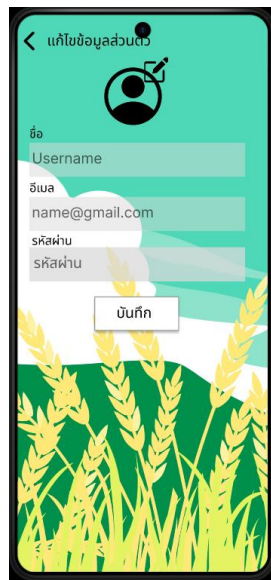 แก้ไขข้อมูลส่วนตัว
ชื่อ
Username
อีเมล
name@gmail.com
รหัสผ่าน
รหัสผ่าน
บันทึก